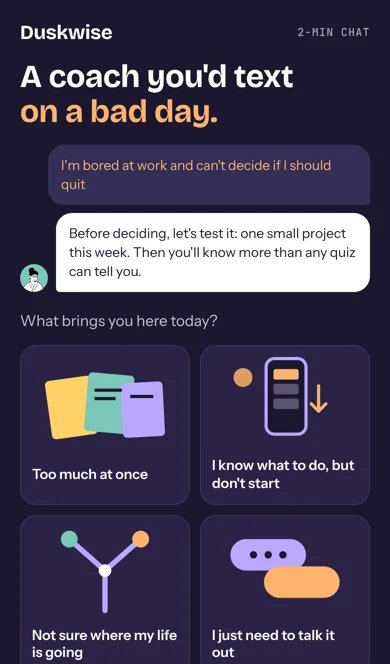 Duskwise
2-MIN CHAT
A coach you'd text
on a bad day.
I'm bored at work and can't decide if I should
quit
Before deciding, let's test it: one small project
this week. Then you'll know more than any quiz
can tell you.
What brings you here today?
Too much at once
I know what to do, but
don't start
Not sure where my life
is going
I just need to talk it
out